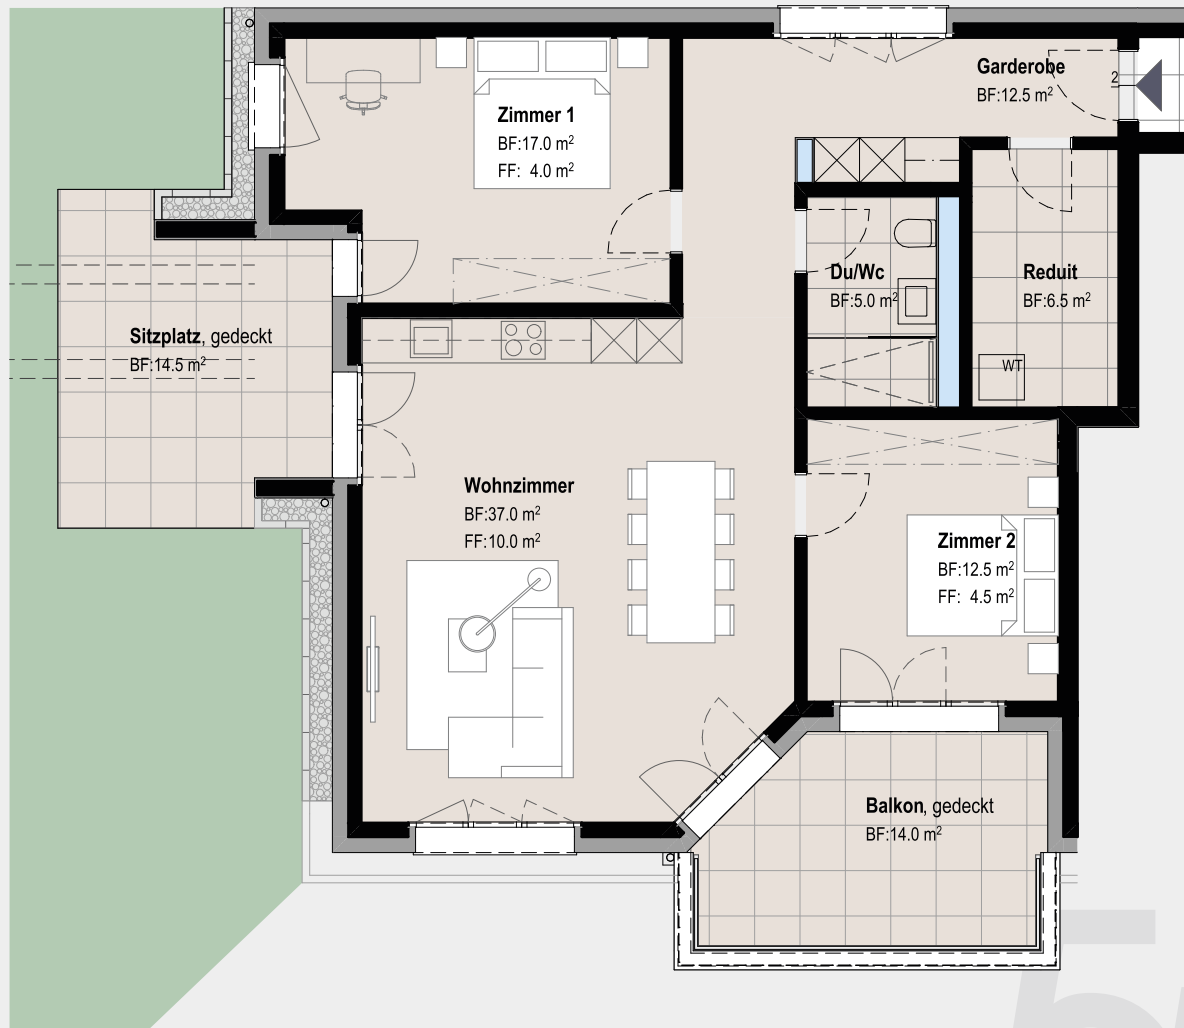 Garderobe
BF:12.5 m²
2
Zimmer 1
BF:17.0 m²
FF: 4.0 m²
Du/Wc
BF:5.0 m²
Reduit
BF:6.5 m²
WT
Sitzplatz, gedeckt
BF:14.5 m²
Wohnzimmer
BF:37.0 m²
FF:10.0 m²
Zimmer 2
BF:12.5 m²
FF: 4.5 m²
Balkon, gedeckt
BF:14.0 m²